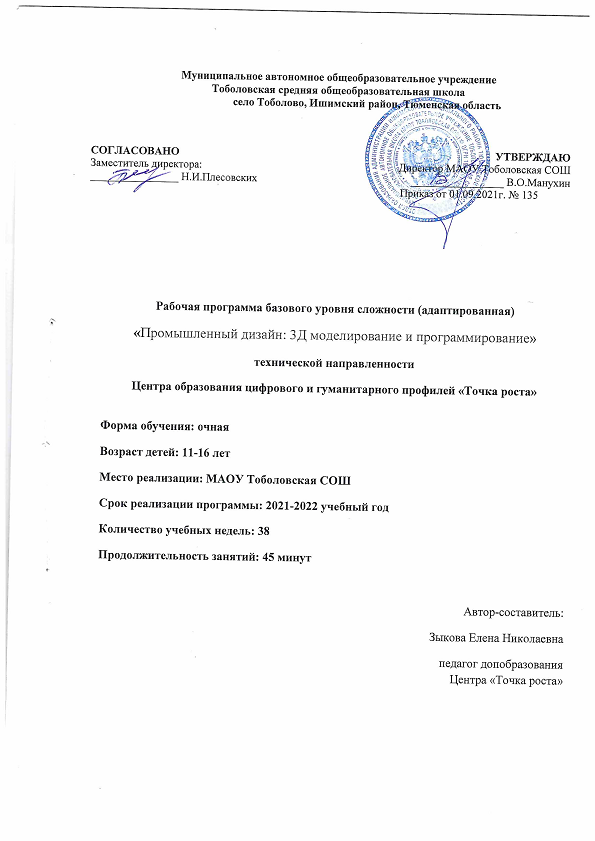 Муниципальное автономное общеобразовательное учреждение
Тоболовская средняя общеобразовательная школа
село Тоболово, Ишимский район, Тюменская область
СОГЛАСОВАНО
Заместитель директора:
Н.И.Плесовских
УТВЕРЖДАЮ
Директор МАОУ Тоболовская СОШ
В.О.Манухин
Приказ от 01.09.2021г. № 135
Рабочая программа базового уровня сложности (адаптированная)
«Промышленный дизайн: 3Д моделирование и программирование»
технической направленности
Центра образования цифрового и гуманитарного профилей «Точка роста»
Форма обучения: очная
Возраст детей: 11-16 лет
Место реализации: МАОУ Тоболовская СОШ
Срок реализации программы: 2021-2022 учебный год
Количество учебных недель: 38
Продолжительность занятий: 45 минут
Автор-составитель:
Зыкова Елена Николаевна
педагог допобразования
Центра «Точка роста»